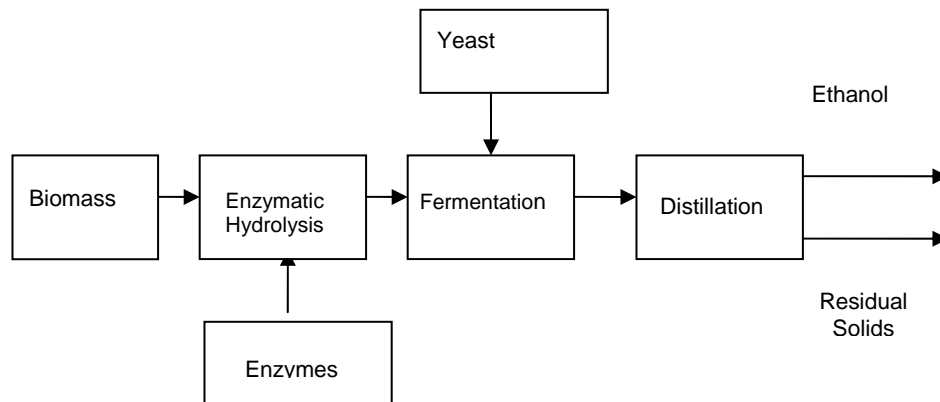 Yeast
Ethanol
Biomass
Enzymatic
Hydrolysis
Fermentation
Distillation
Residual
Solids
Enzymes